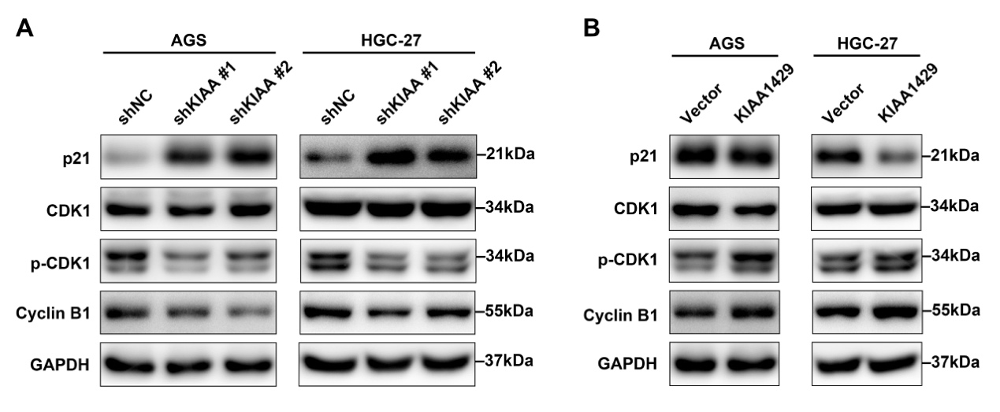 A
B
AGS
HGC-27
AGS
HGC-27
shNC
shKIAA #1
shKIAA #2
shNC
shKIAA #1
shKIAA #2
Vector
KIAA1429
Vector
KIAA1429
p21
21kDa
p21
21kDa
CDK1
34kDa
CDK1
34kDa
p-CDK1
34kDa
p-CDK1
34kDa
Cyclin B1
55kDa
Cyclin B1
55kDa
GAPDH
37kDa
GAPDH
37kDa